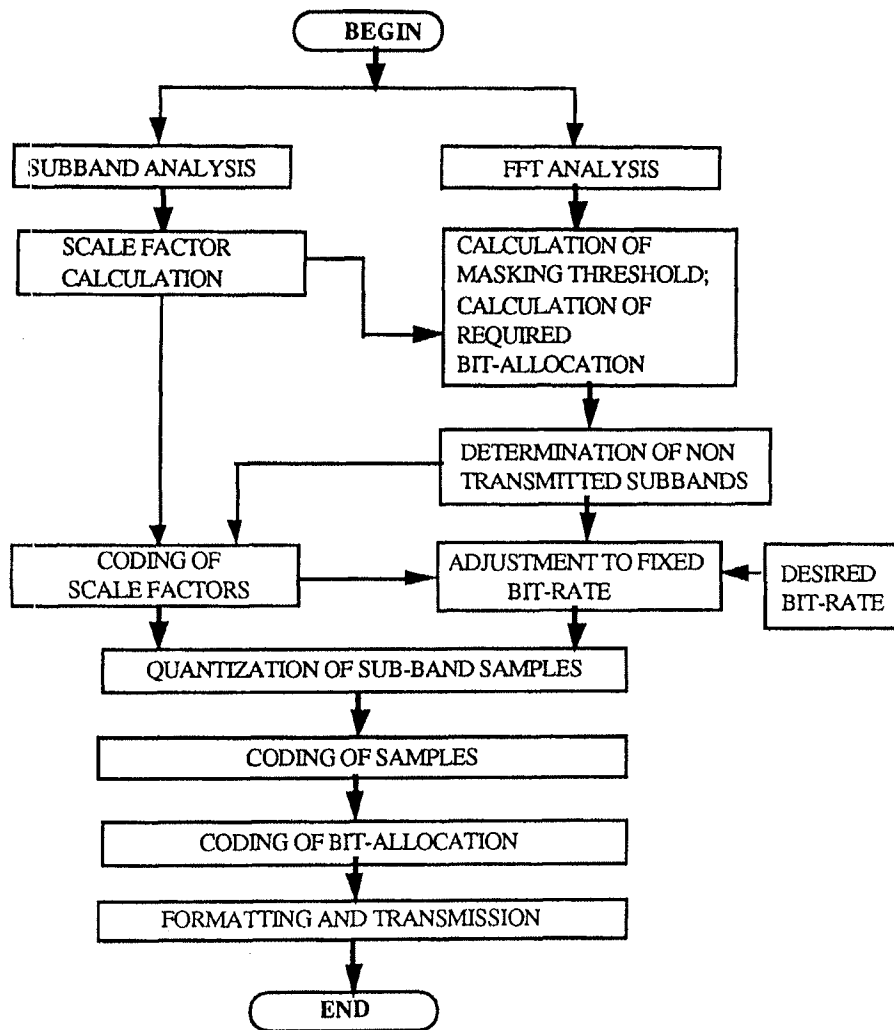 BEGIN
SUBBAND ANALYSIS
FFT ANALYSIS
SCALE FACTOR
CALCULATION
CALCULATION OF
MASKING THRESHOLD;
CALCULATION OF
REQUIRED
BIT-ALLOCATION
DETERMINATION OF NON
TRANSMITTED SUBBANDS
CODING OF
SCALE FACTORS
ADJUSTMENT TO FIXED
BIT-RATE
DESIRED
BIT-RATE
QUANTIZATION OF SUB-BAND SAMPLES
CODING OF SAMPLES
CODING OF BIT-ALLOCATION
FORMATTING AND TRANSMISSION
END